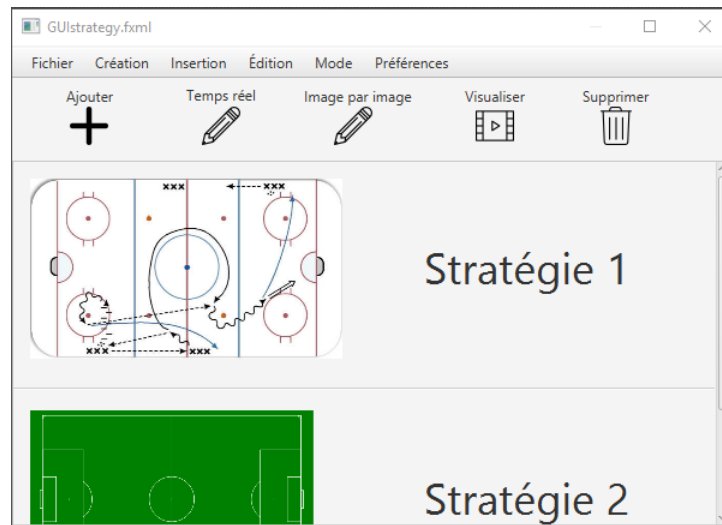 GUIstrategy.fxml
Fichier Création Insertion Édition Mode Préférences
Ajouter Temps réel Image par image Visualiser Supprimer
xxx xxx
Stratégie 1
xxx xxx
Stratégie 2